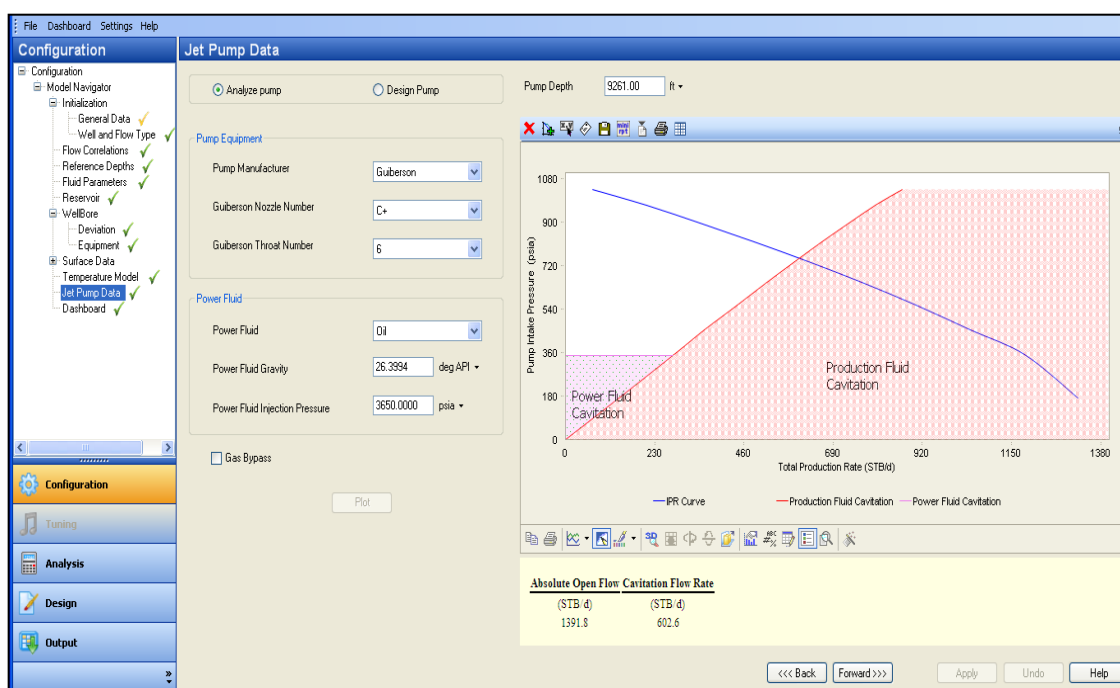 File Dashboard Settings Help
Configuration
Jet Pump Data
Configuration
Model Navigator
Initialization
General Data
Well and Flow Type
Flow Correlations
Reference Depths
Fluid Parameters
Reservoir
WellBore
Deviation
Equipment
Surface Data
Temperature Model
Jet Pump Data
Dashboard
Configuration
Tuning
Analysis
Design
Output
Analyze pump Design Pump
Pump Equipment
Pump Manufacturer Guiberson
Guiberson Nozzle Number C+
Guiberson Throat Number 6
Power Fluid
Power Fluid Oil
Power Fluid Gravity 26.3994 deg API
Power Fluid Injection Pressure 3650.0000 psia
Gas Bypass
Plot
Pump Depth 9261.00 ft
Pump Intake Pressure (psia)
1080
900
720
540
360
180
0
Power Fluid
Cavitation
Production Fluid
Cavitation
0 230 460 690 920 1150 1380
Total Production Rate (STB/d)
IPR Curve Production Fluid Cavitation Power Fluid Cavitation
Absolute Open Flow Cavitation Flow Rate
(STB/d) (STB/d)
1391.8 602.6
<<< Back Forward >>> Apply Undo Help